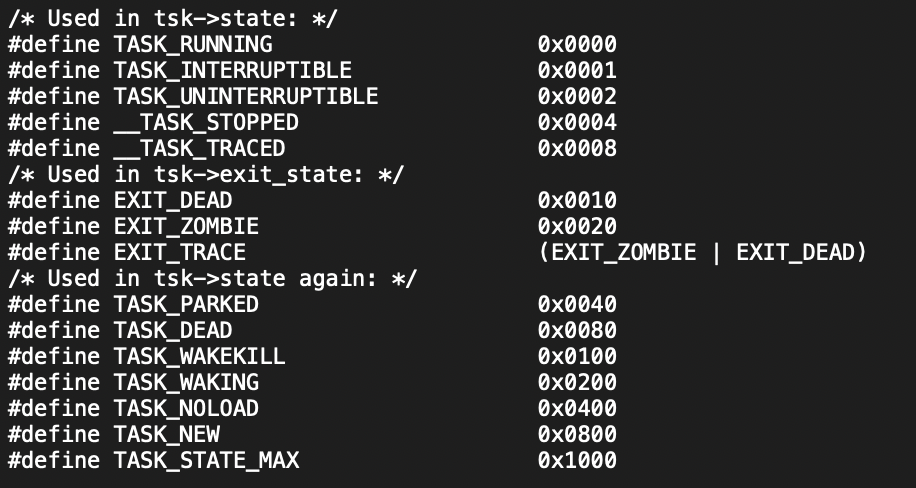 /* Used in tsk->state: */
#define TASK_RUNNING 0x0000
#define TASK_INTERRUPTIBLE 0x0001
#define TASK_UNINTERRUPTIBLE 0x0002
#define __TASK_STOPPED 0x0004
#define __TASK_TRACED 0x0008
/* Used in tsk->exit_state: */
#define EXIT_DEAD 0x0010
#define EXIT_ZOMBIE 0x0020
#define EXIT_TRACE (EXIT_ZOMBIE | EXIT_DEAD)
/* Used in tsk->state again: */
#define TASK_PARKED 0x0040
#define TASK_DEAD 0x0080
#define TASK_WAKEKILL 0x0100
#define TASK_WAKING 0x0200
#define TASK_NOLOAD 0x0400
#define TASK_NEW 0x0800
#define TASK_STATE_MAX 0x1000